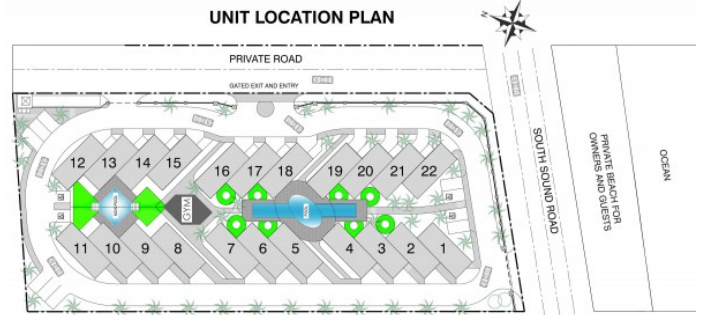 UNIT LOCATION PLAN
PRIVATE ROAD
GATED EXIT AND ENTRY
12 13 14 15
16 17 18 19 20 21 22
GYM
11 10 9 8
7 6 5 4 3 2 1
SOUTH SOUND ROAD
PRIVATE BEACH FOR
OWNERS AND GUESTS
OCEAN